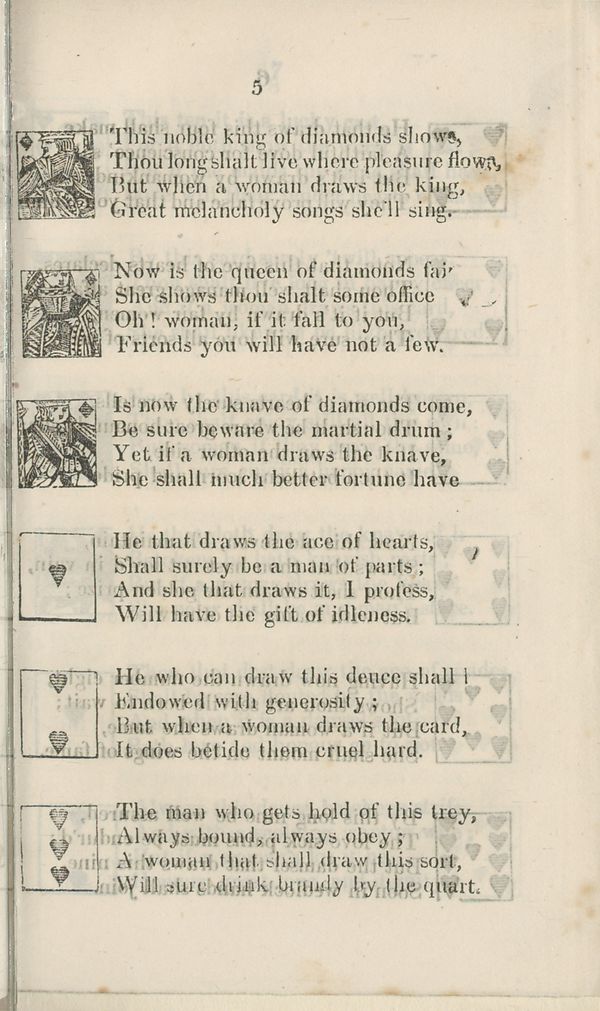 5
This noble king of diamonds shows,
Thou long shalt live where pleasure flows,
But when a woman draws the king,
Great melancholy songs she'll sing.
Now is the queen of diamonds fair
She shows thou shalt some office
Oh! woman, if it fall to you,
Friends you will have not a few.
Is now the knave of diamonds come,
Be sure beware the martial drum;
Yet if a woman draws the knave,
She shall much better fortune have
He that draws the ace of hearts,
Shall surely be a man of parts;
And she that draws it, I profess,
Will have the gift of idleness.
He who can draw this deuce shall
Endowed with generosity;
But when a woman draws the card,
It does betide them cruel hard.
The man who gets hold of this trey,
Always bound, always obey;
A woman that shall draw this sort,
Will sure drink brandy by the quart.